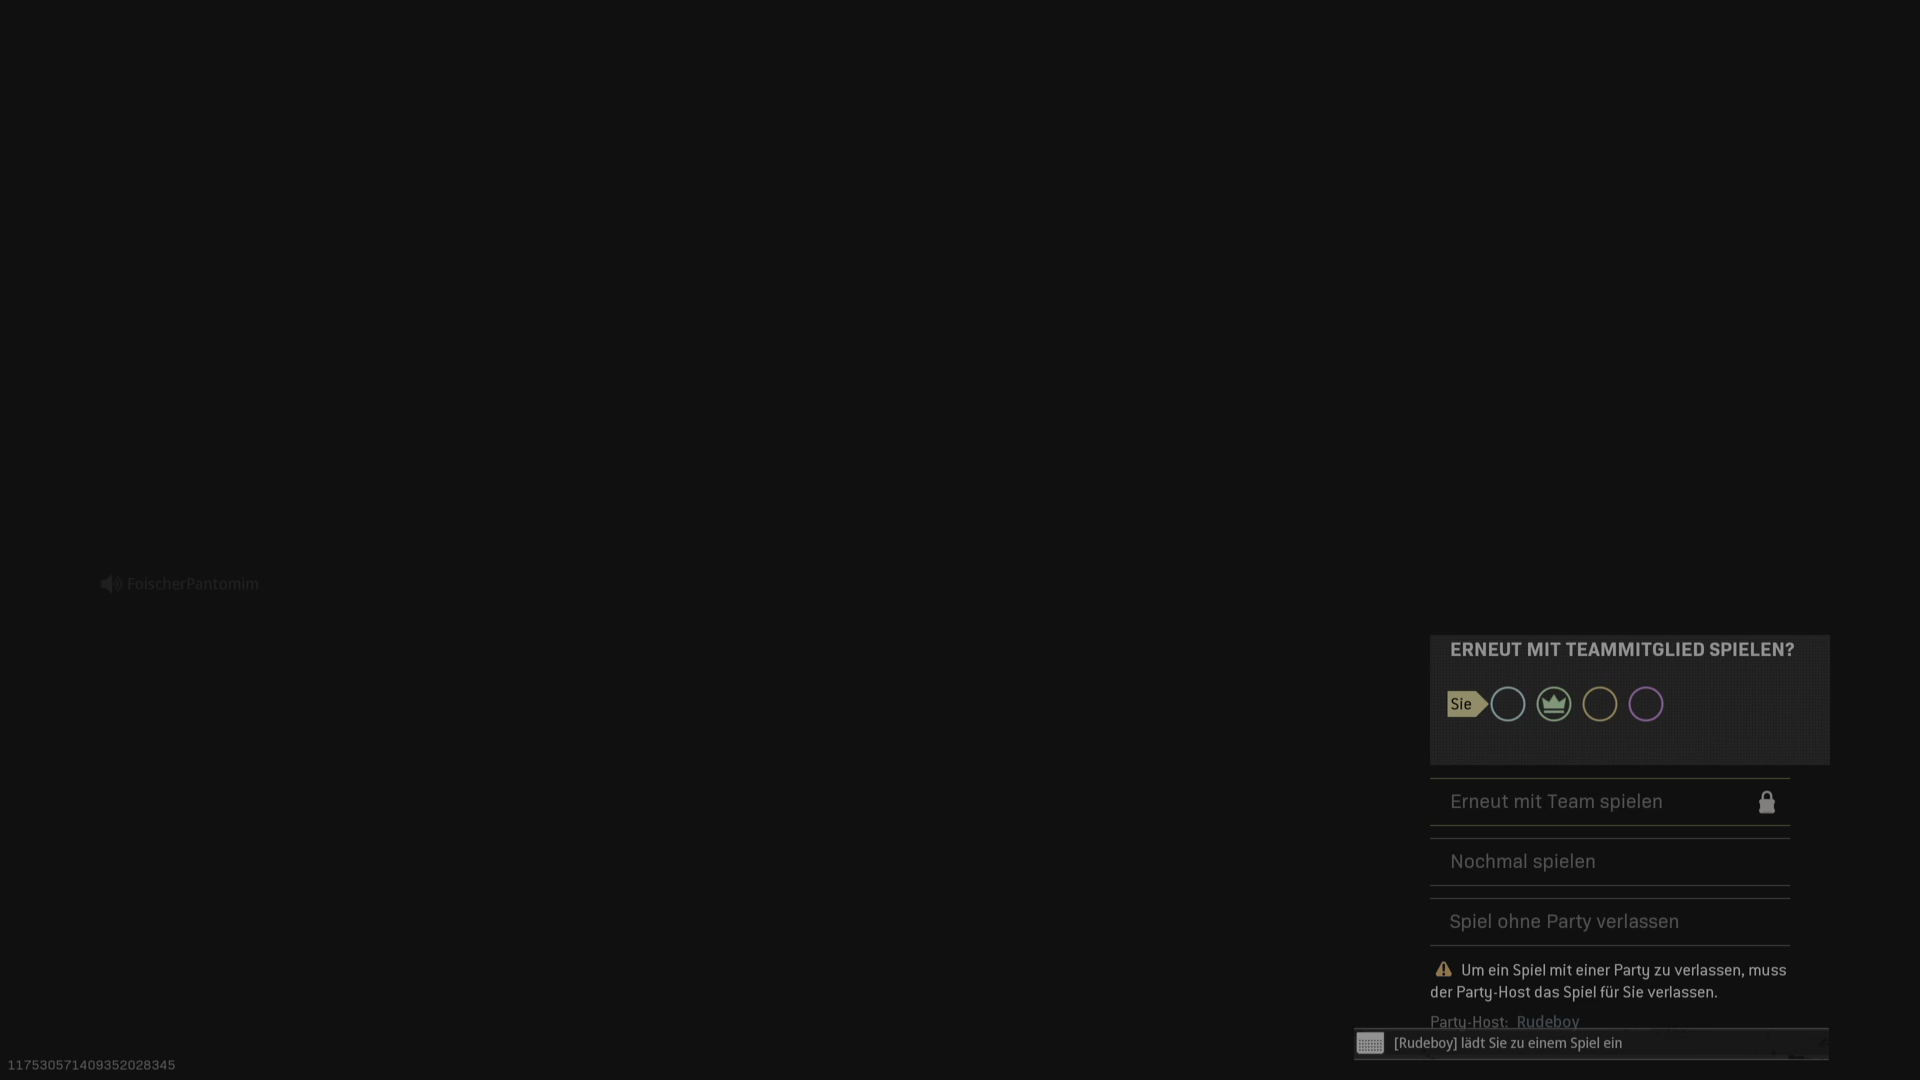 FoischerPantomim
ERNEUT MIT TEAMMITGLIED SPIELEN?
Sie
Erneut mit Team spielen
Nochmal spielen
Spiel ohne Party verlassen
Um ein Spiel mit einer Party zu verlassen, muss
der Party-Host das Spiel für Sie verlassen.
Party-Host: Rudeboy
[Rudeboy] lädt Sie zu einem Spiel ein
117530571409352028345